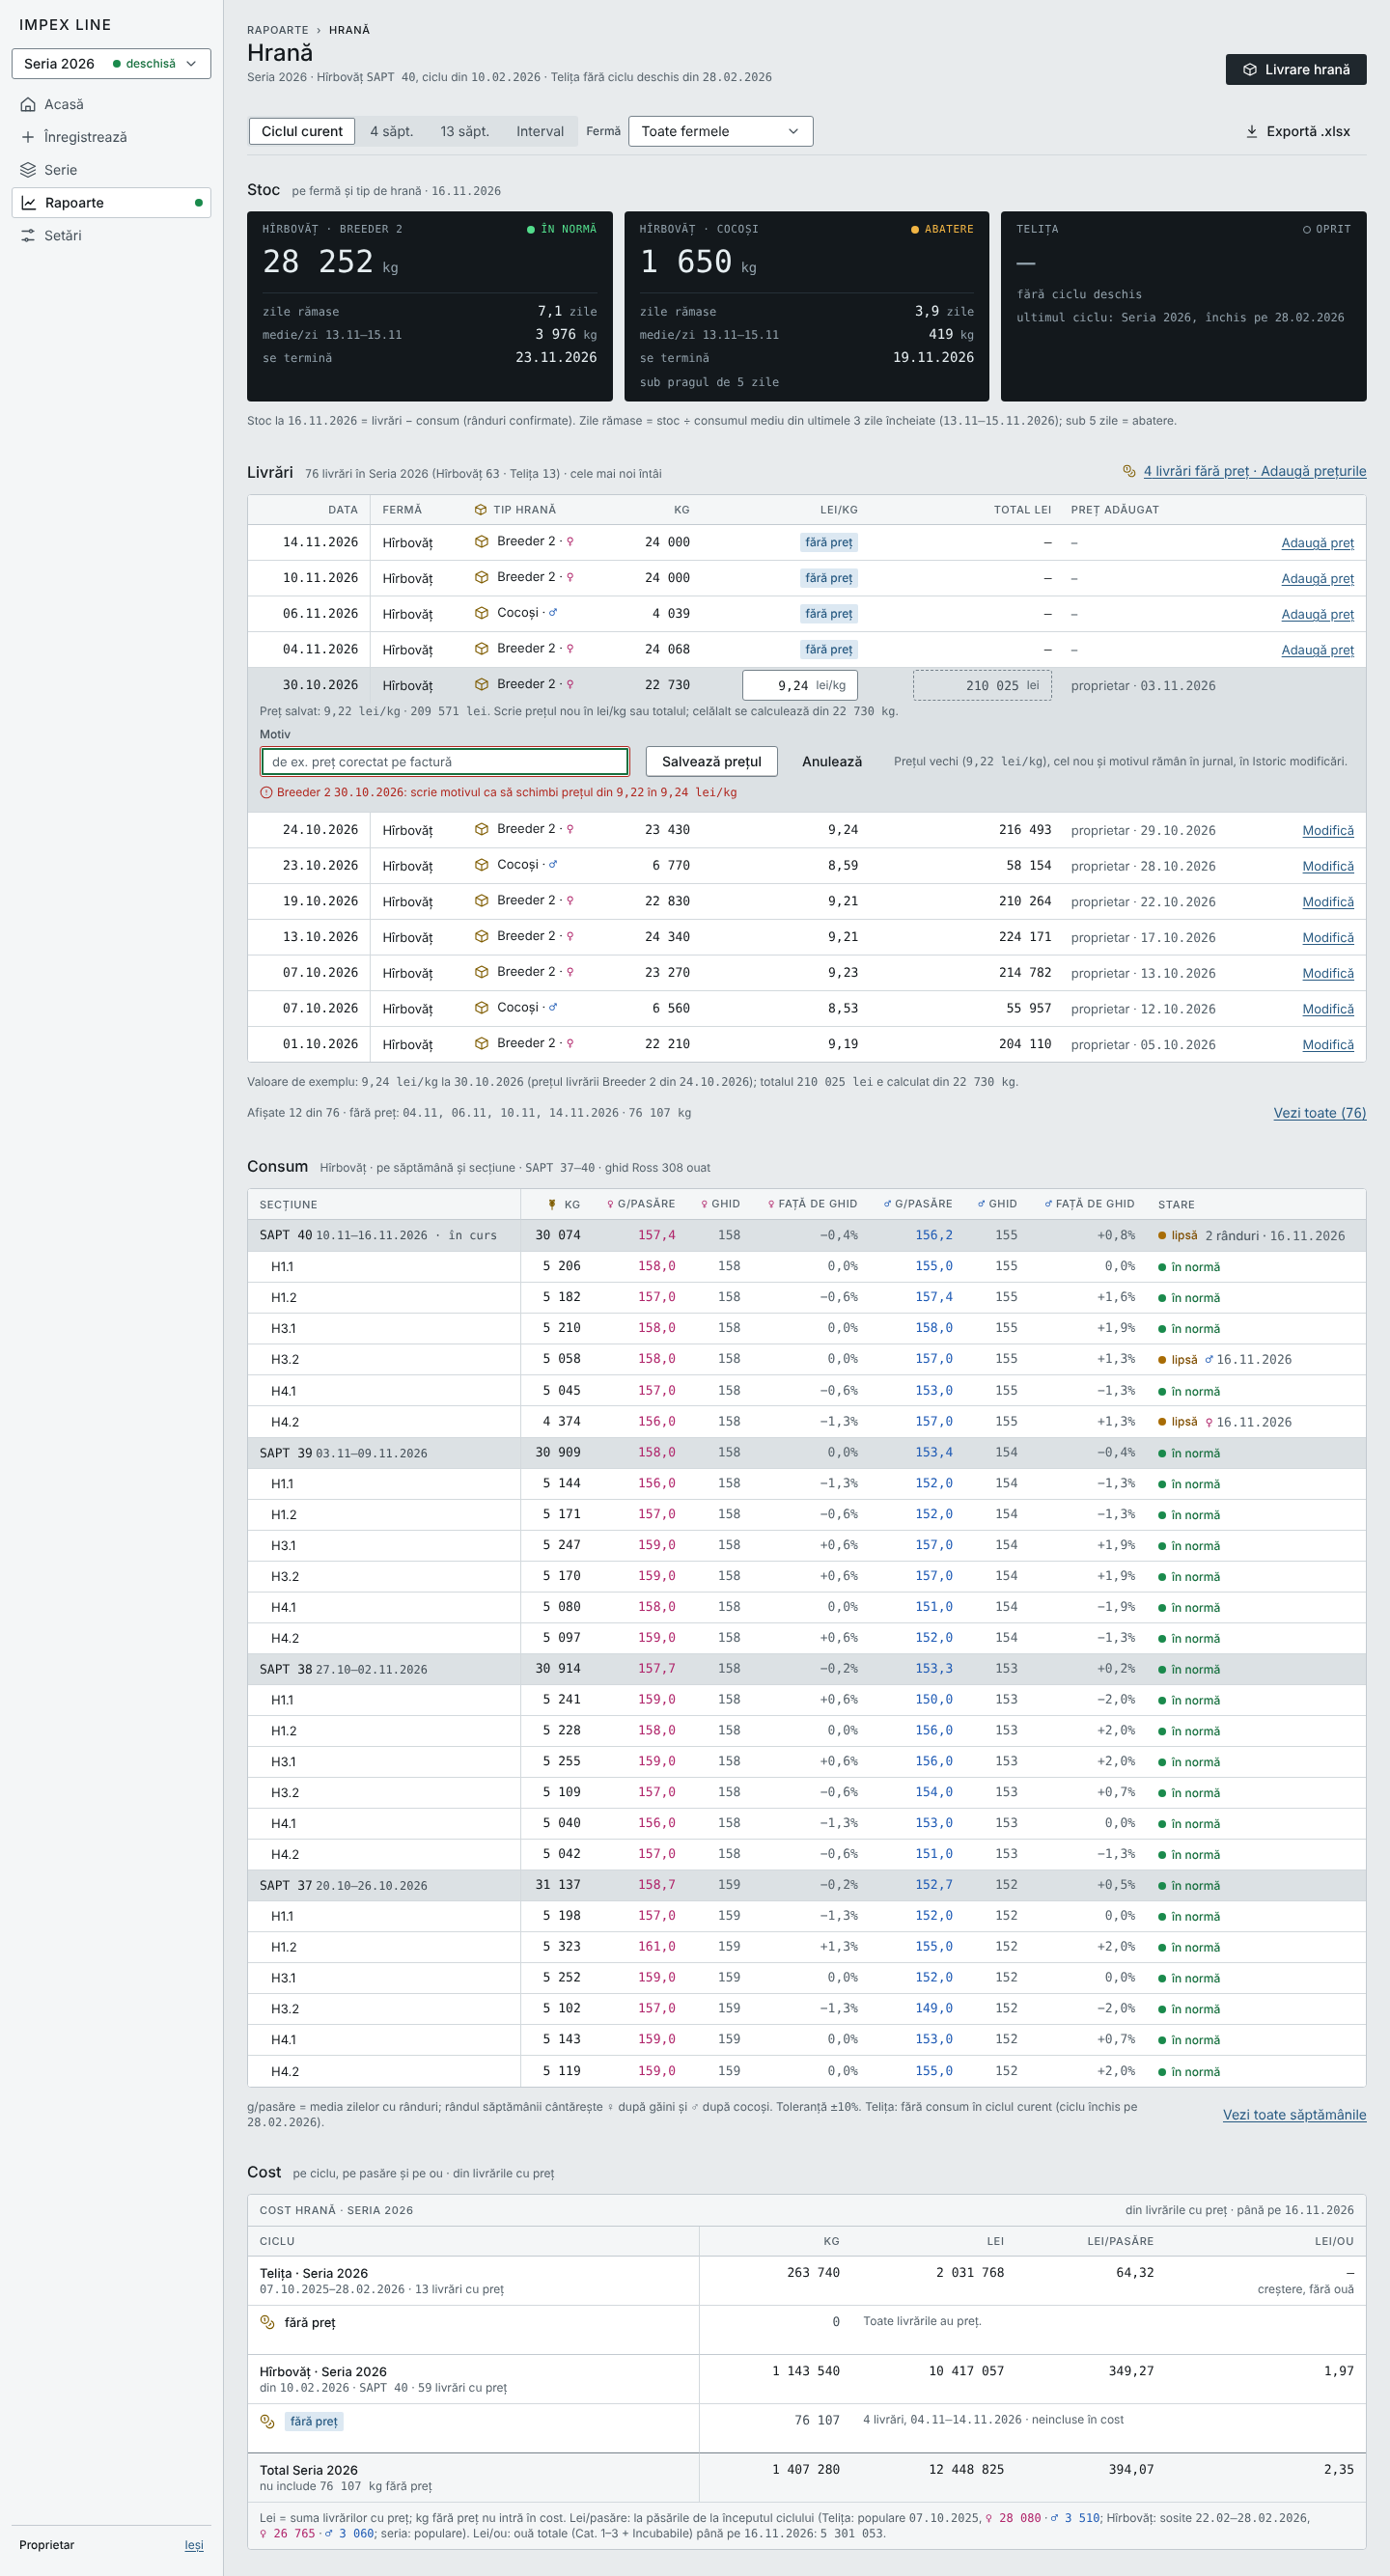 IMPEX LINE
Seria 2026 deschisă
Acasă
Înregistrează
Serie
Rapoarte
Setări
RAPOARTE › HRANĂ
Hrană
Seria 2026 · Hîrbovăț SAPT 40, ciclu din 10.02.2026 · Telița fără ciclu deschis din 28.02.2026
Livrare hrană
Ciclul curent 4 săpt. 13 săpt. Interval Fermă Toate fermele Exportă .xlsx
Stoc pe fermă și tip de hrană · 16.11.2026
HÎRBOVĂȚ · BREEDER 2 ÎN NORMĂ
28 252 kg
zile rămase 7,1 zile
medie/zi 13.11–15.11 3 976 kg
se termină 23.11.2026
HÎRBOVĂȚ · COCOȘI ABATERE
1 650 kg
zile rămase 3,9 zile
medie/zi 13.11–15.11 419 kg
se termină 19.11.2026
sub pragul de 5 zile
TELIȚA OPRIT
—
fără ciclu deschis
ultimul ciclu: Seria 2026, închis pe 28.02.2026
Stoc la 16.11.2026 = livrări − consum (rânduri confirmate). Zile rămase = stoc ÷ consumul mediu din ultimele 3 zile încheiate (13.11–15.11.2026); sub 5 zile = abatere.
Livrări 76 livrări în Seria 2026 (Hîrbovăț 63 · Telița 13) · cele mai noi întâi
4 livrări fără preț · Adaugă prețurile
DATA FERMĂ TIP HRANĂ KG LEI/KG TOTAL LEI PREȚ ADĂUGAT
14.11.2026 Hîrbovăț Breeder 2 · ♀ 24 000 fără preț — – Adaugă preț
10.11.2026 Hîrbovăț Breeder 2 · ♀ 24 000 fără preț — – Adaugă preț
06.11.2026 Hîrbovăț Cocoși · ♂ 4 039 fără preț — – Adaugă preț
04.11.2026 Hîrbovăț Breeder 2 · ♀ 24 068 fără preț — – Adaugă preț
30.10.2026 Hîrbovăț Breeder 2 · ♀ 22 730 9,24 lei/kg 210 025 lei proprietar · 03.11.2026
Preț salvat: 9,22 lei/kg · 209 571 lei. Scrie prețul nou în lei/kg sau totalul; celălalt se calculează din 22 730 kg.
Motiv
de ex. preț corectat pe factură Salvează prețul Anulează Prețul vechi (9,22 lei/kg), cel nou și motivul rămân în jurnal, în Istoric modificări.
Breeder 2 30.10.2026: scrie motivul ca să schimbi prețul din 9,22 în 9,24 lei/kg
24.10.2026 Hîrbovăț Breeder 2 · ♀ 23 430 9,24 216 493 proprietar · 29.10.2026 Modifică
23.10.2026 Hîrbovăț Cocoși · ♂ 6 770 8,59 58 154 proprietar · 28.10.2026 Modifică
19.10.2026 Hîrbovăț Breeder 2 · ♀ 22 830 9,21 210 264 proprietar · 22.10.2026 Modifică
13.10.2026 Hîrbovăț Breeder 2 · ♀ 24 340 9,21 224 171 proprietar · 17.10.2026 Modifică
07.10.2026 Hîrbovăț Breeder 2 · ♀ 23 270 9,23 214 782 proprietar · 13.10.2026 Modifică
07.10.2026 Hîrbovăț Cocoși · ♂ 6 560 8,53 55 957 proprietar · 12.10.2026 Modifică
01.10.2026 Hîrbovăț Breeder 2 · ♀ 22 210 9,19 204 110 proprietar · 05.10.2026 Modifică
Valoare de exemplu: 9,24 lei/kg la 30.10.2026 (prețul livrării Breeder 2 din 24.10.2026); totalul 210 025 lei e calculat din 22 730 kg.
Afișate 12 din 76 · fără preț: 04.11, 06.11, 10.11, 14.11.2026 · 76 107 kg Vezi toate (76)
Consum Hîrbovăț · pe săptămână și secțiune · SAPT 37–40 · ghid Ross 308 ouat
SECȚIUNE KG ♀ G/PASĂRE ♀ GHID ♀ FAȚĂ DE GHID ♂ G/PASĂRE ♂ GHID ♂ FAȚĂ DE GHID STARE
SAPT 40 10.11–16.11.2026 · în curs 30 074 157,4 158 −0,4% 156,2 155 +0,8% lipsă 2 rânduri · 16.11.2026
H1.1 5 206 158,0 158 0,0% 155,0 155 0,0% în normă
H1.2 5 182 157,0 158 −0,6% 157,4 155 +1,6% în normă
H3.1 5 210 158,0 158 0,0% 158,0 155 +1,9% în normă
H3.2 5 058 158,0 158 0,0% 157,0 155 +1,3% lipsă ♂ 16.11.2026
H4.1 5 045 157,0 158 −0,6% 153,0 155 −1,3% în normă
H4.2 4 374 156,0 158 −1,3% 157,0 155 +1,3% lipsă ♀ 16.11.2026
SAPT 39 03.11–09.11.2026 30 909 158,0 158 0,0% 153,4 154 −0,4% în normă
H1.1 5 144 156,0 158 −1,3% 152,0 154 −1,3% în normă
H1.2 5 171 157,0 158 −0,6% 152,0 154 −1,3% în normă
H3.1 5 247 159,0 158 +0,6% 157,0 154 +1,9% în normă
H3.2 5 170 159,0 158 +0,6% 157,0 154 +1,9% în normă
H4.1 5 080 158,0 158 0,0% 151,0 154 −1,9% în normă
H4.2 5 097 159,0 158 +0,6% 152,0 154 −1,3% în normă
SAPT 38 27.10–02.11.2026 30 914 157,7 158 −0,2% 153,3 153 +0,2% în normă
H1.1 5 241 159,0 158 +0,6% 150,0 153 −2,0% în normă
H1.2 5 228 158,0 158 0,0% 156,0 153 +2,0% în normă
H3.1 5 255 159,0 158 +0,6% 156,0 153 +2,0% în normă
H3.2 5 109 157,0 158 −0,6% 154,0 153 +0,7% în normă
H4.1 5 040 156,0 158 −1,3% 153,0 153 0,0% în normă
H4.2 5 042 157,0 158 −0,6% 151,0 153 −1,3% în normă
SAPT 37 20.10–26.10.2026 31 137 158,7 159 −0,2% 152,7 152 +0,5% în normă
H1.1 5 198 157,0 159 −1,3% 152,0 152 0,0% în normă
H1.2 5 323 161,0 159 +1,3% 155,0 152 +2,0% în normă
H3.1 5 252 159,0 159 0,0% 152,0 152 0,0% în normă
H3.2 5 102 157,0 159 −1,3% 149,0 152 −2,0% în normă
H4.1 5 143 159,0 159 0,0% 153,0 152 +0,7% în normă
H4.2 5 119 159,0 159 0,0% 155,0 152 +2,0% în normă
g/pasăre = media zilelor cu rânduri; rândul săptămânii cântărește ♀ după găini și ♂ după cocoși. Toleranță ±10%. Telița: fără consum în ciclul curent (ciclu închis pe
28.02.2026).
Vezi toate săptămânile
Cost pe ciclu, pe pasăre și pe ou · din livrările cu preț
COST HRANĂ · SERIA 2026 din livrările cu preț · până pe 16.11.2026
CICLU KG LEI LEI/PASĂRE LEI/OU
Telița · Seria 2026 263 740 2 031 768 64,32 —
07.10.2025–28.02.2026 · 13 livrări cu preț creștere, fără ouă
fără preț 0 Toate livrările au preț.
Hîrbovăț · Seria 2026 1 143 540 10 417 057 349,27 1,97
din 10.02.2026 · SAPT 40 · 59 livrări cu preț
fără preț 76 107 4 livrări, 04.11–14.11.2026 · neincluse în cost
Total Seria 2026 1 407 280 12 448 825 394,07 2,35
nu include 76 107 kg fără preț
Lei = suma livrărilor cu preț; kg fără preț nu intră în cost. Lei/pasăre: la păsările de la începutul ciclului (Telița: populare 07.10.2025, ♀ 28 080 · ♂ 3 510; Hîrbovăț: sosite 22.02–28.02.2026,
♀ 26 765 · ♂ 3 060; seria: populare). Lei/ou: ouă totale (Cat. 1–3 + Incubabile) până pe 16.11.2026: 5 301 053.
Proprietar Ieși